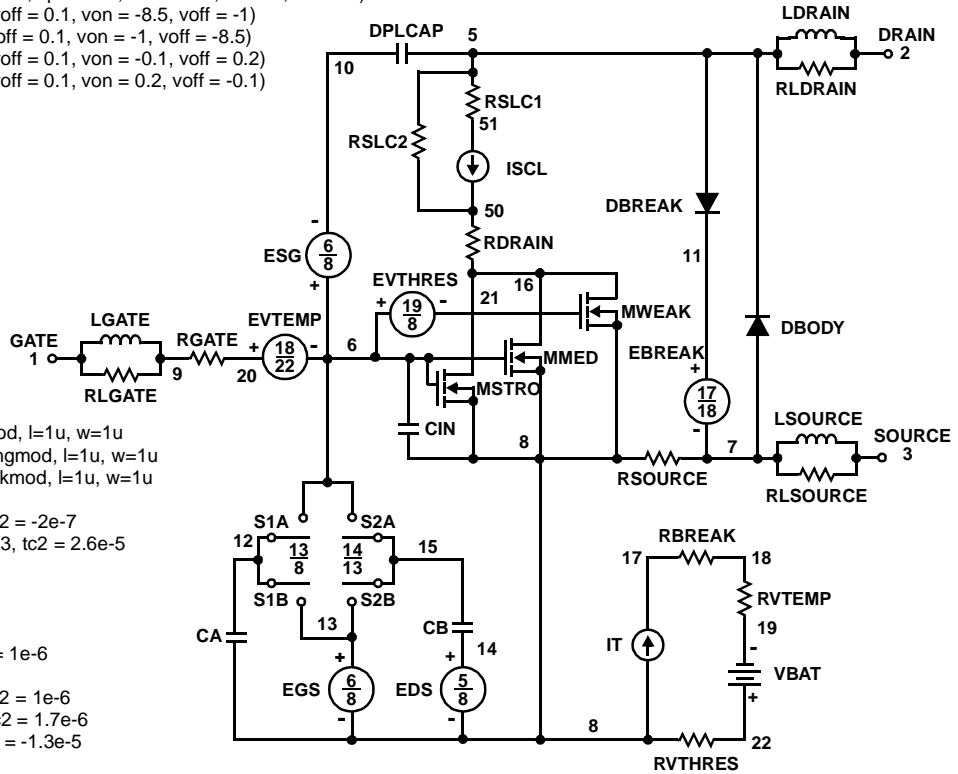 voff = 0.1, von = -8.5, voff = -1)
off = 0.1, von = -1, voff = -8.5)
voff = 0.1, von = -0.1, voff = 0.2)
voff = 0.1, von = 0.2, voff = -0.1)
LDRAIN
DPLCAP 5 DRAIN
10 2
RLDRAIN
RSLC1
51
RSLC2
ISCL
50
DBREAK
-
RDRAIN
ESG 6 8
11
+
EVTHRES
16
21
+ 19 8 -
MWEAK
LGATE
EVTEMP
DBODY
GATE
RGATE
6
EBREAK
1
+ 18 22 -
MMED
+
9 20
MSTRO
17 18
RLGATE
-
LSOURCE
od, l=1u, w=1u
CIN
8
7
SOURCE
ngmod, l=1u, w=1u
3
kmod, l=1u, w=1u
RSOURCE
RLSOURCE
2 = -2e-7
S1A S2A
3, tc2 = 2.6e-5
12 13 8 14 13 15
RBREAK
17 18
S1B S2B
RVTEMP
13
CB
19
CA
14
IT
-
= 1e-6
+ +
VBAT
EGS 6 8 EDS 5 8
2 = 1e-6
+
c2 = 1.7e-6
- -
8
22
= -1.3e-5
RVTHRES